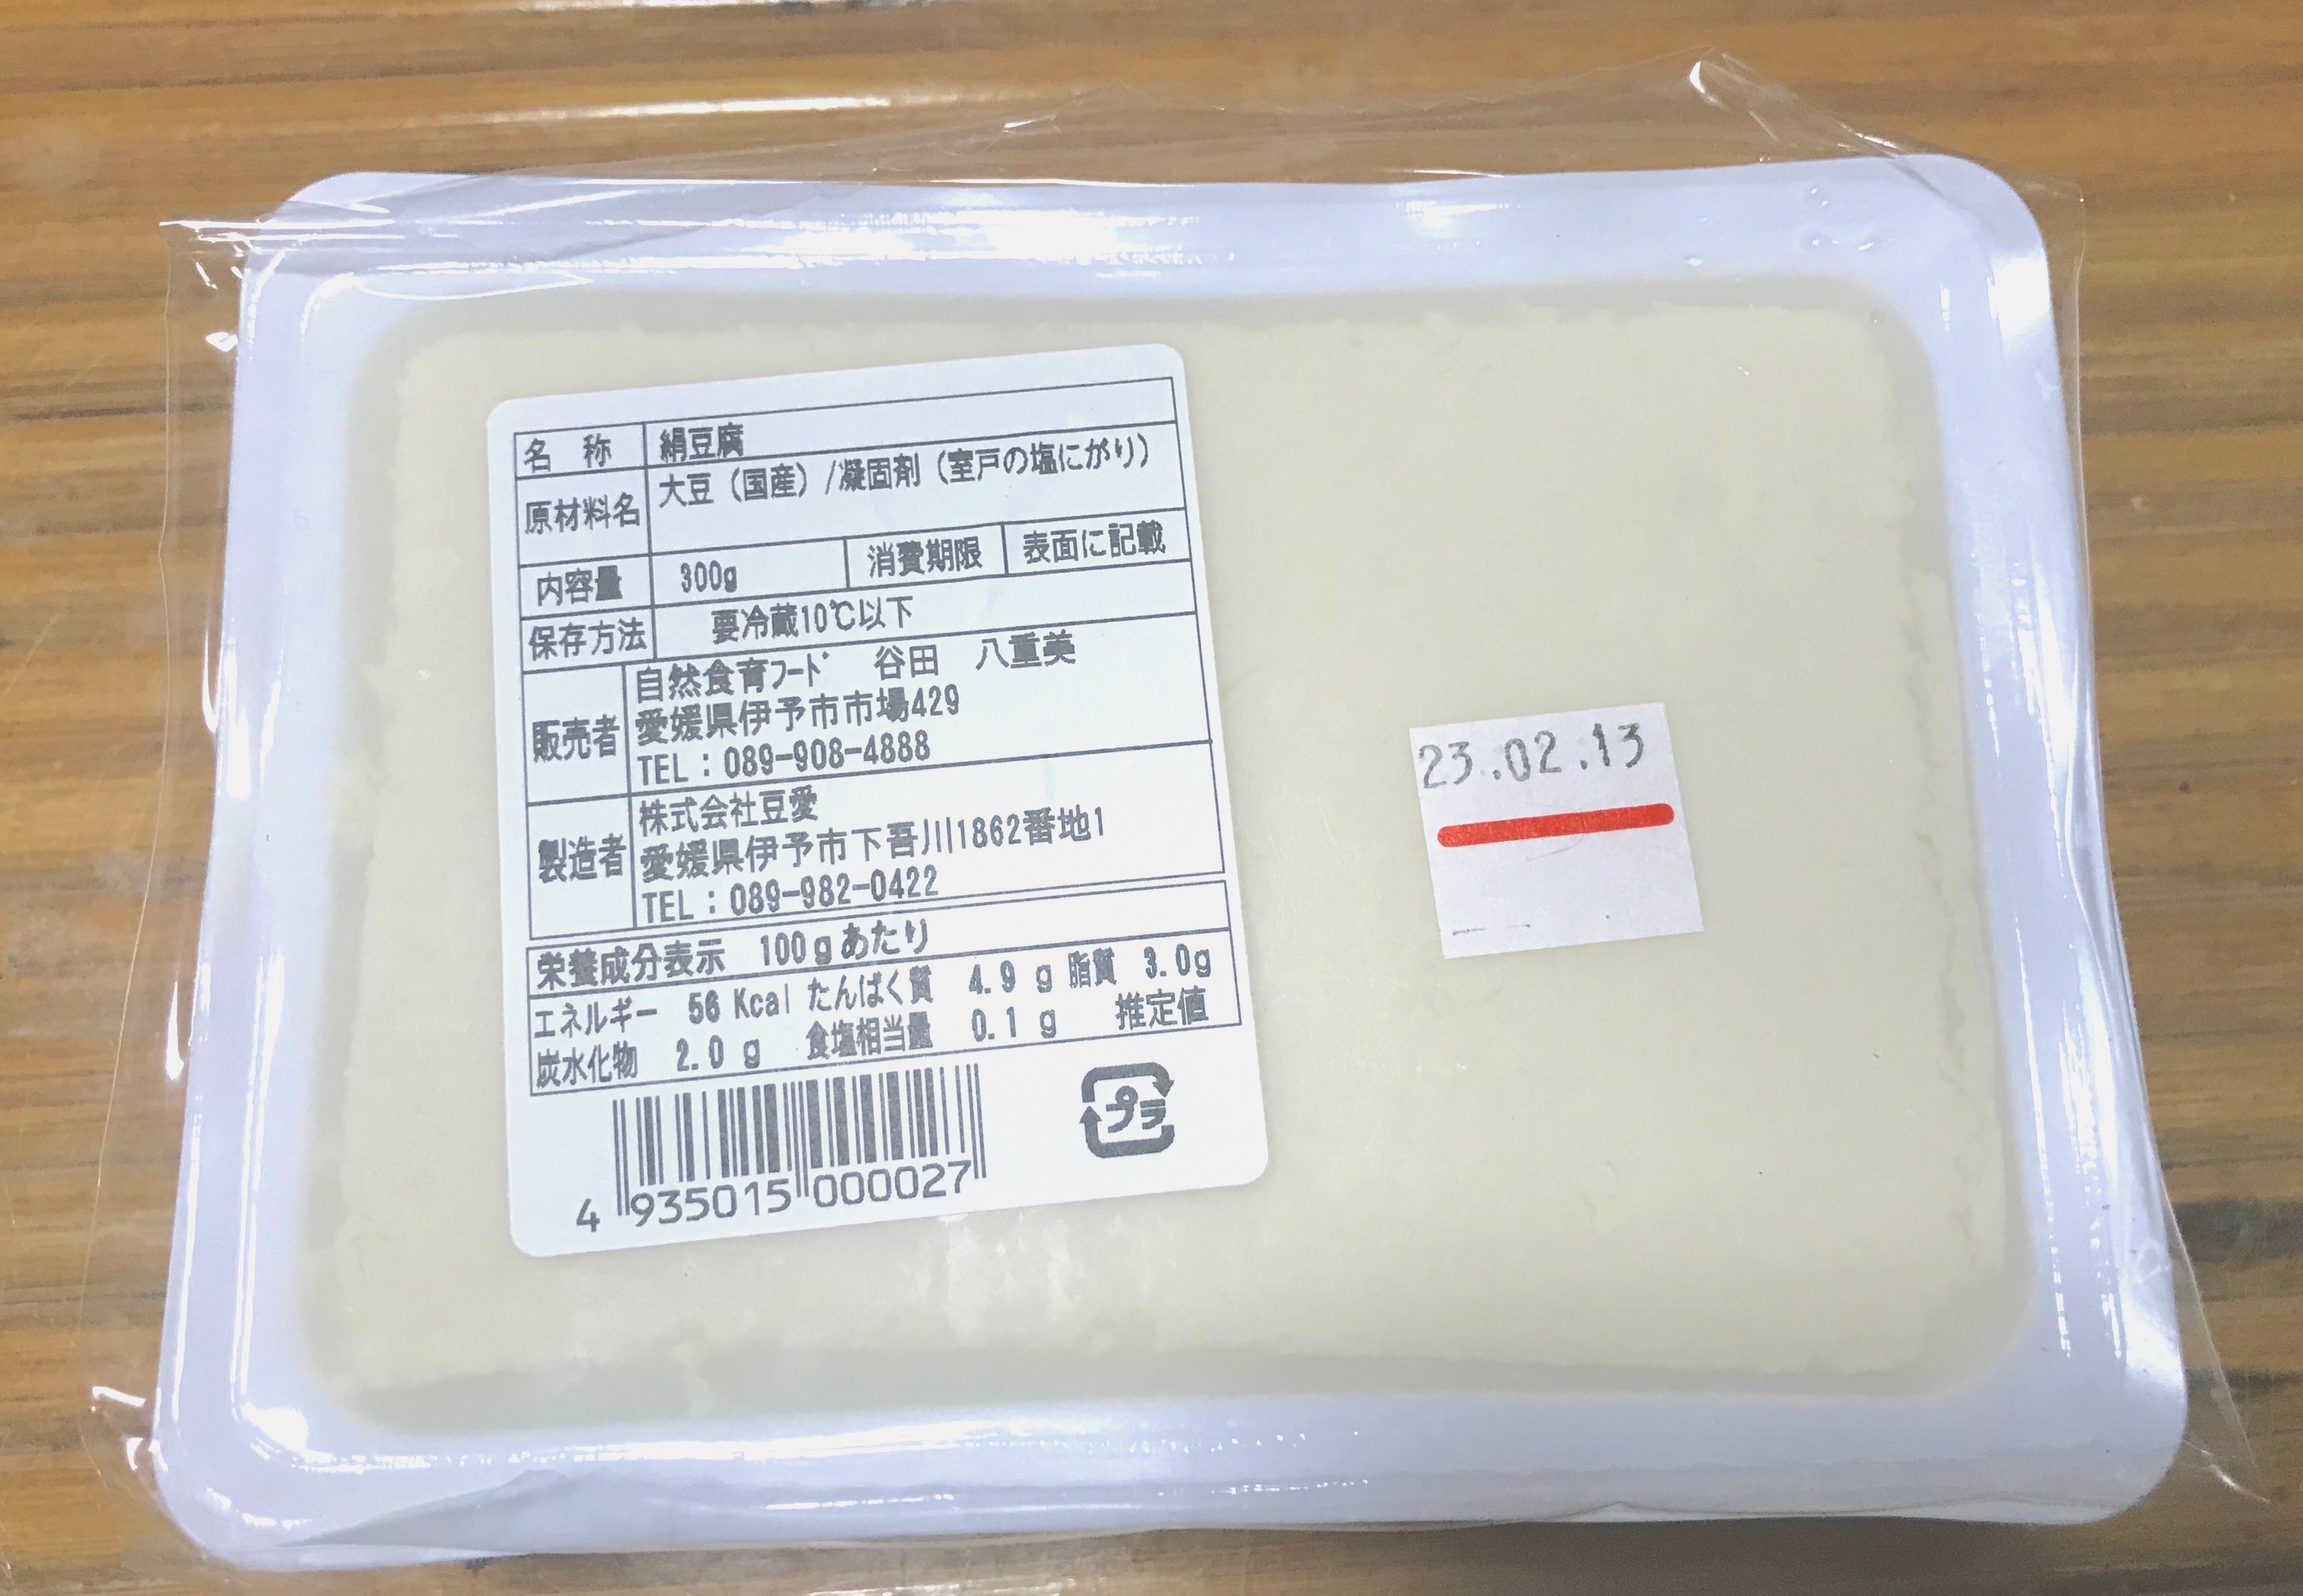 名 称 絹豆腐
原材料名 大豆（国産）/凝固剤（室戸の塩にがり）
内容量 300g 消費期限 表面に記載
保存方法 要冷蔵10℃以下
販売者 自然食育ﾌｰﾄﾞ 谷田 八重美
愛媛県伊予市市場429
TEL：089-908-4888
製造者 株式会社豆愛
愛媛県伊予市下吾川1862番地1
TEL：089-982-0422
栄養成分表示 100gあたり
エネルギー 56 Kcal たんぱく質 4.9 g 脂質 3.0g
炭水化物 2.0 g 食塩相当量 0.1 g 推定値
プラ
4 935015 000027
23.02.13